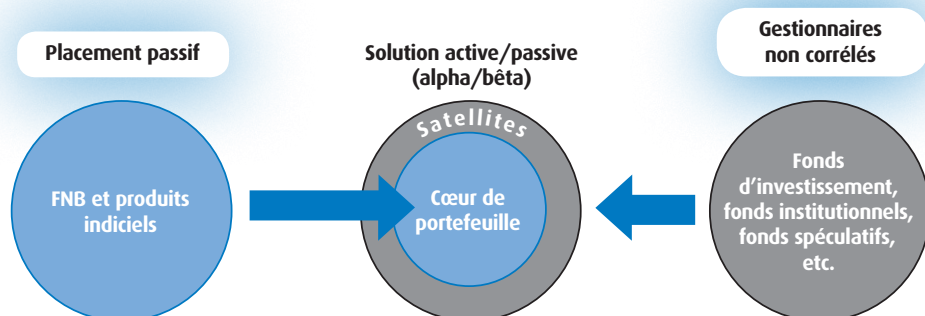 Placement passif
FNB et produits
indiciels
Solution active/passive
(alpha/bêta)
Satellites
Cœur de
portefeuille
Gestionnaires
non corrélés
Fonds
d’investissement,
fonds institutionnels,
fonds spéculatifs,
etc.